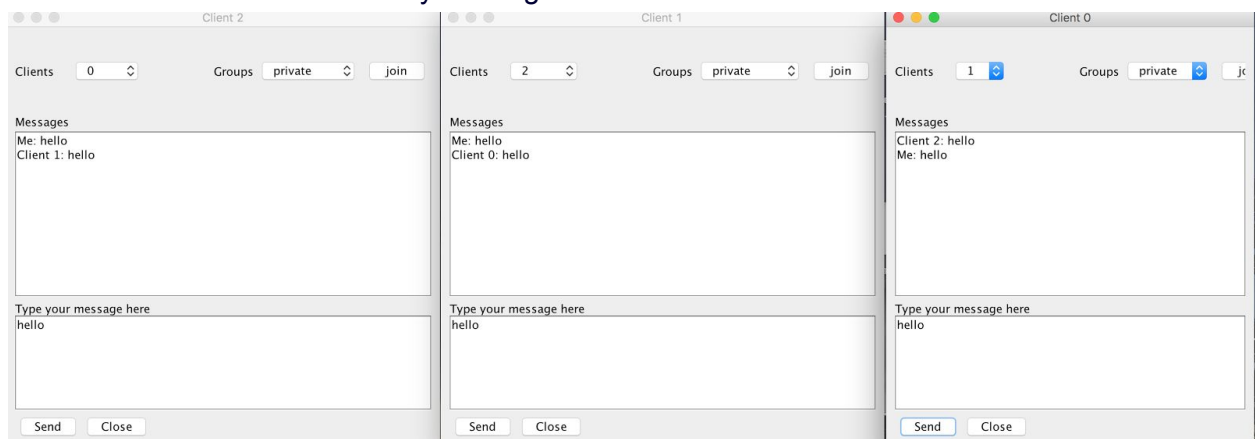 Client 2
Clients 0 Groups private join
Messages
Me: hello
Client 1: hello
Type your message here
hello
Send Close
Client 1
Clients 2 Groups private join
Messages
Me: hello
Client 0: hello
Type your message here
hello
Send Close
Client 0
Clients 1 Groups private
Messages
Client 2: hello
Me: hello
Type your message here
hello
Send Close